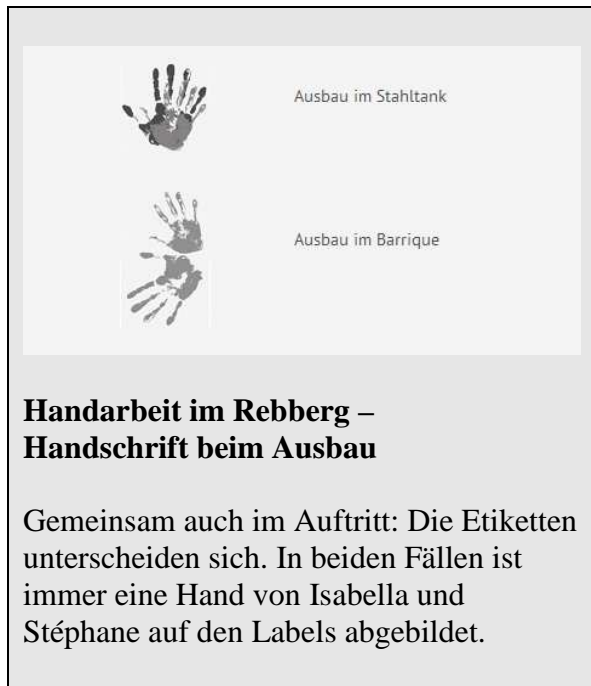 Ausbau im Stahltank
Ausbau im Barrique
Handarbeit im Rebberg –
Handschrift beim Ausbau
Gemeinsam auch im Auftritt: Die Etiketten
unterscheiden sich. In beiden Fällen ist
immer eine Hand von Isabella und
Stéphane auf den Labels abgebildet.